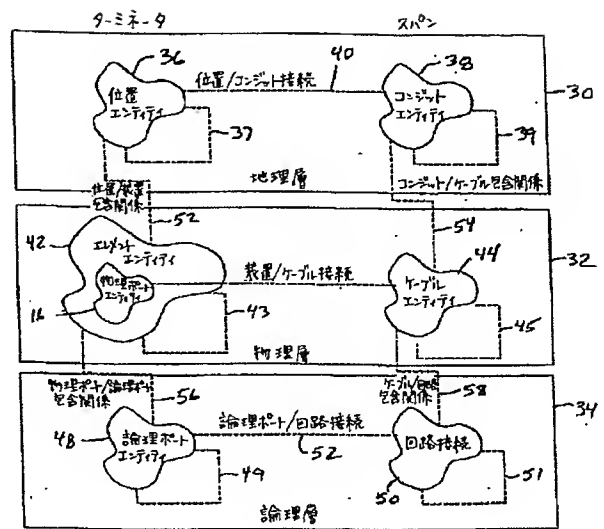 ターミネータ スパン
36 40 38
位置/コンジット接続
位置
エンティティ
コンジット
エンティティ
30
37 39
地理層
位置/装置
包含関係
コンジット/ケーブル包含関係
52 54
42
エレメント
エンティティ
物理ポート
エンティティ
装置/ケーブル接続
44
ケーブル
エンティティ
32
43 45
物理層
物理ポート/論理ポート
包含関係
ケーブル/回路
包含関係
56 58
34
48
論理ポート
エンティティ
論理ポート/回路接続
52
回路接続
49 50 51
論理層